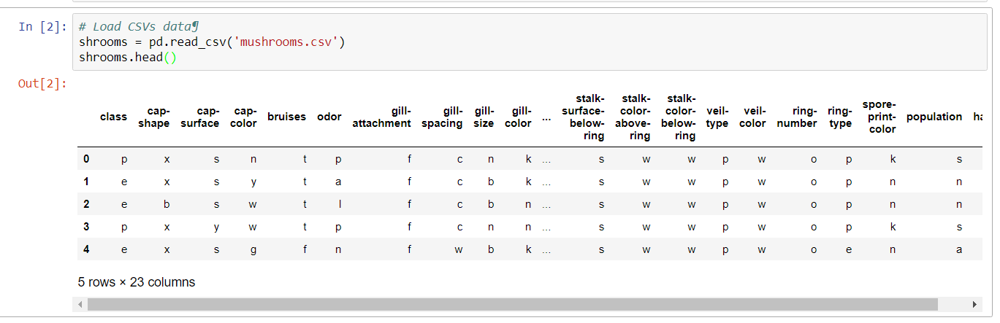 In [2]: # Load CSVs data¶
shrooms = pd.read_csv('mushrooms.csv')
shrooms.head()
Out[2]:
class cap-shape cap-surface cap-color bruises odor gill-attachment gill-spacing gill-size gill-color ... stalk-surface-below-ring stalk-color-above-ring stalk-color-below-ring veil-type veil-color ring-number ring-type spore-print-color population ha
0 p x s n t p f c n k ... s w w p w o p k s
1 e x s y t a f c b k ... s w w p w o p n n
2 e b s w t l f c b n ... s w w p w o p n n
3 p x y w t p f c n n ... s w w p w o p k s
4 e x s g f n f w b k ... s w w p w o e n a
5 rows × 23 columns